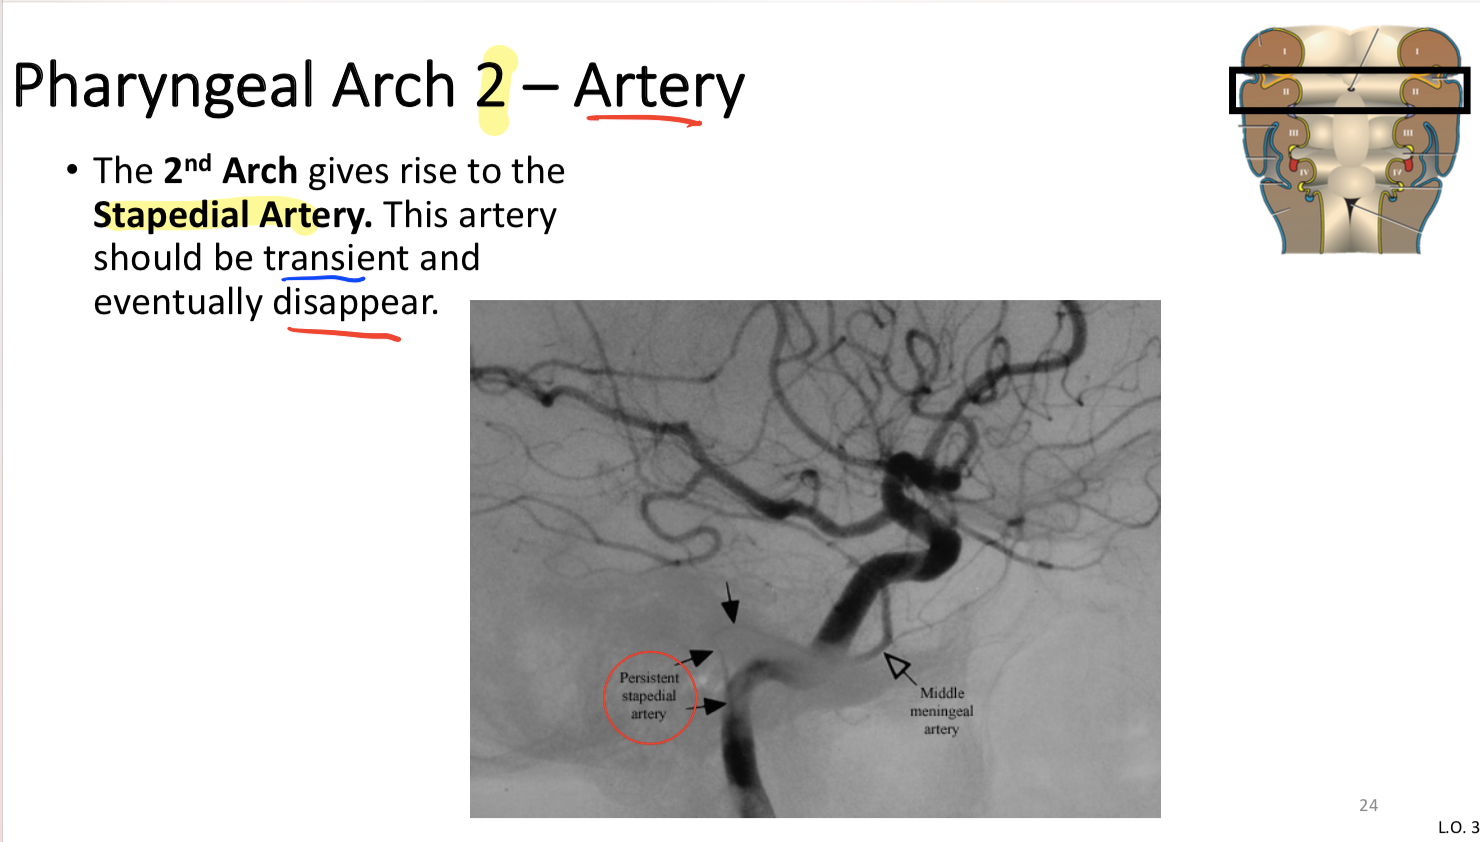 Pharyngeal Arch 2 – Artery
• The 2nd Arch gives rise to the
Stapedial Artery. This artery
should be transient and
eventually disappear.
I I
II II
III III
IV IV
Persistent
stapedial
artery
Middle
meningeal
artery
24
L.O. 3